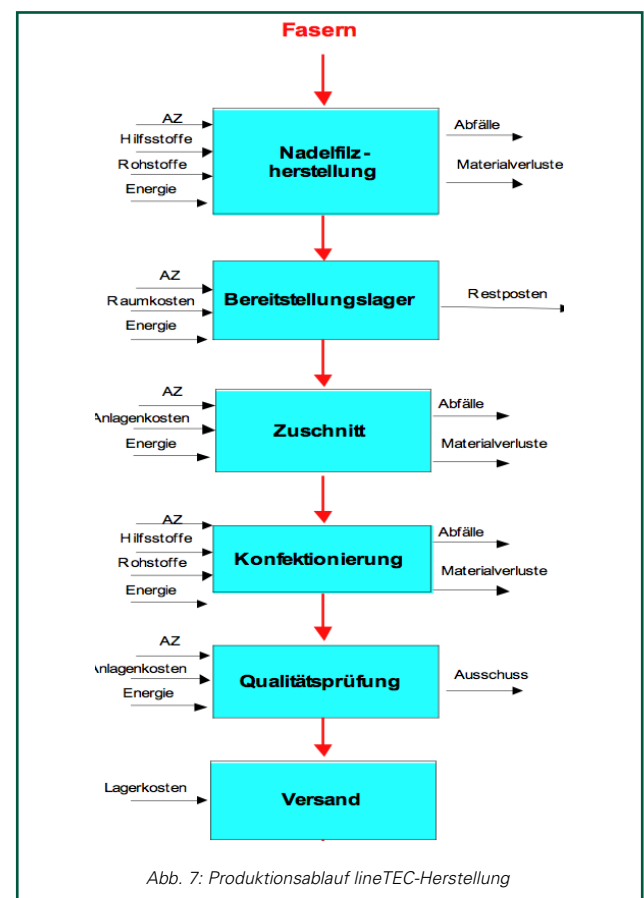 Fasern
AZ
Hilfsstoffe
Rohstoffe
Energie
Nadelfilz-
herstellung
Abfälle
Materialverluste
AZ
Raumkosten
Energie
Bereitstellungslager
Restposten
AZ
Anlagenkosten
Energie
Zuschnitt
Abfälle
Materialverluste
AZ
Hilfsstoffe
Rohstoffe
Energie
Konfektionierung
Abfälle
Materialverluste
AZ
Anlagenkosten
Energie
Qualitätsprüfung
Ausschuss
Lagerkosten
Versand
Abb. 7: Produktionsablauf lineTEC-Herstellung